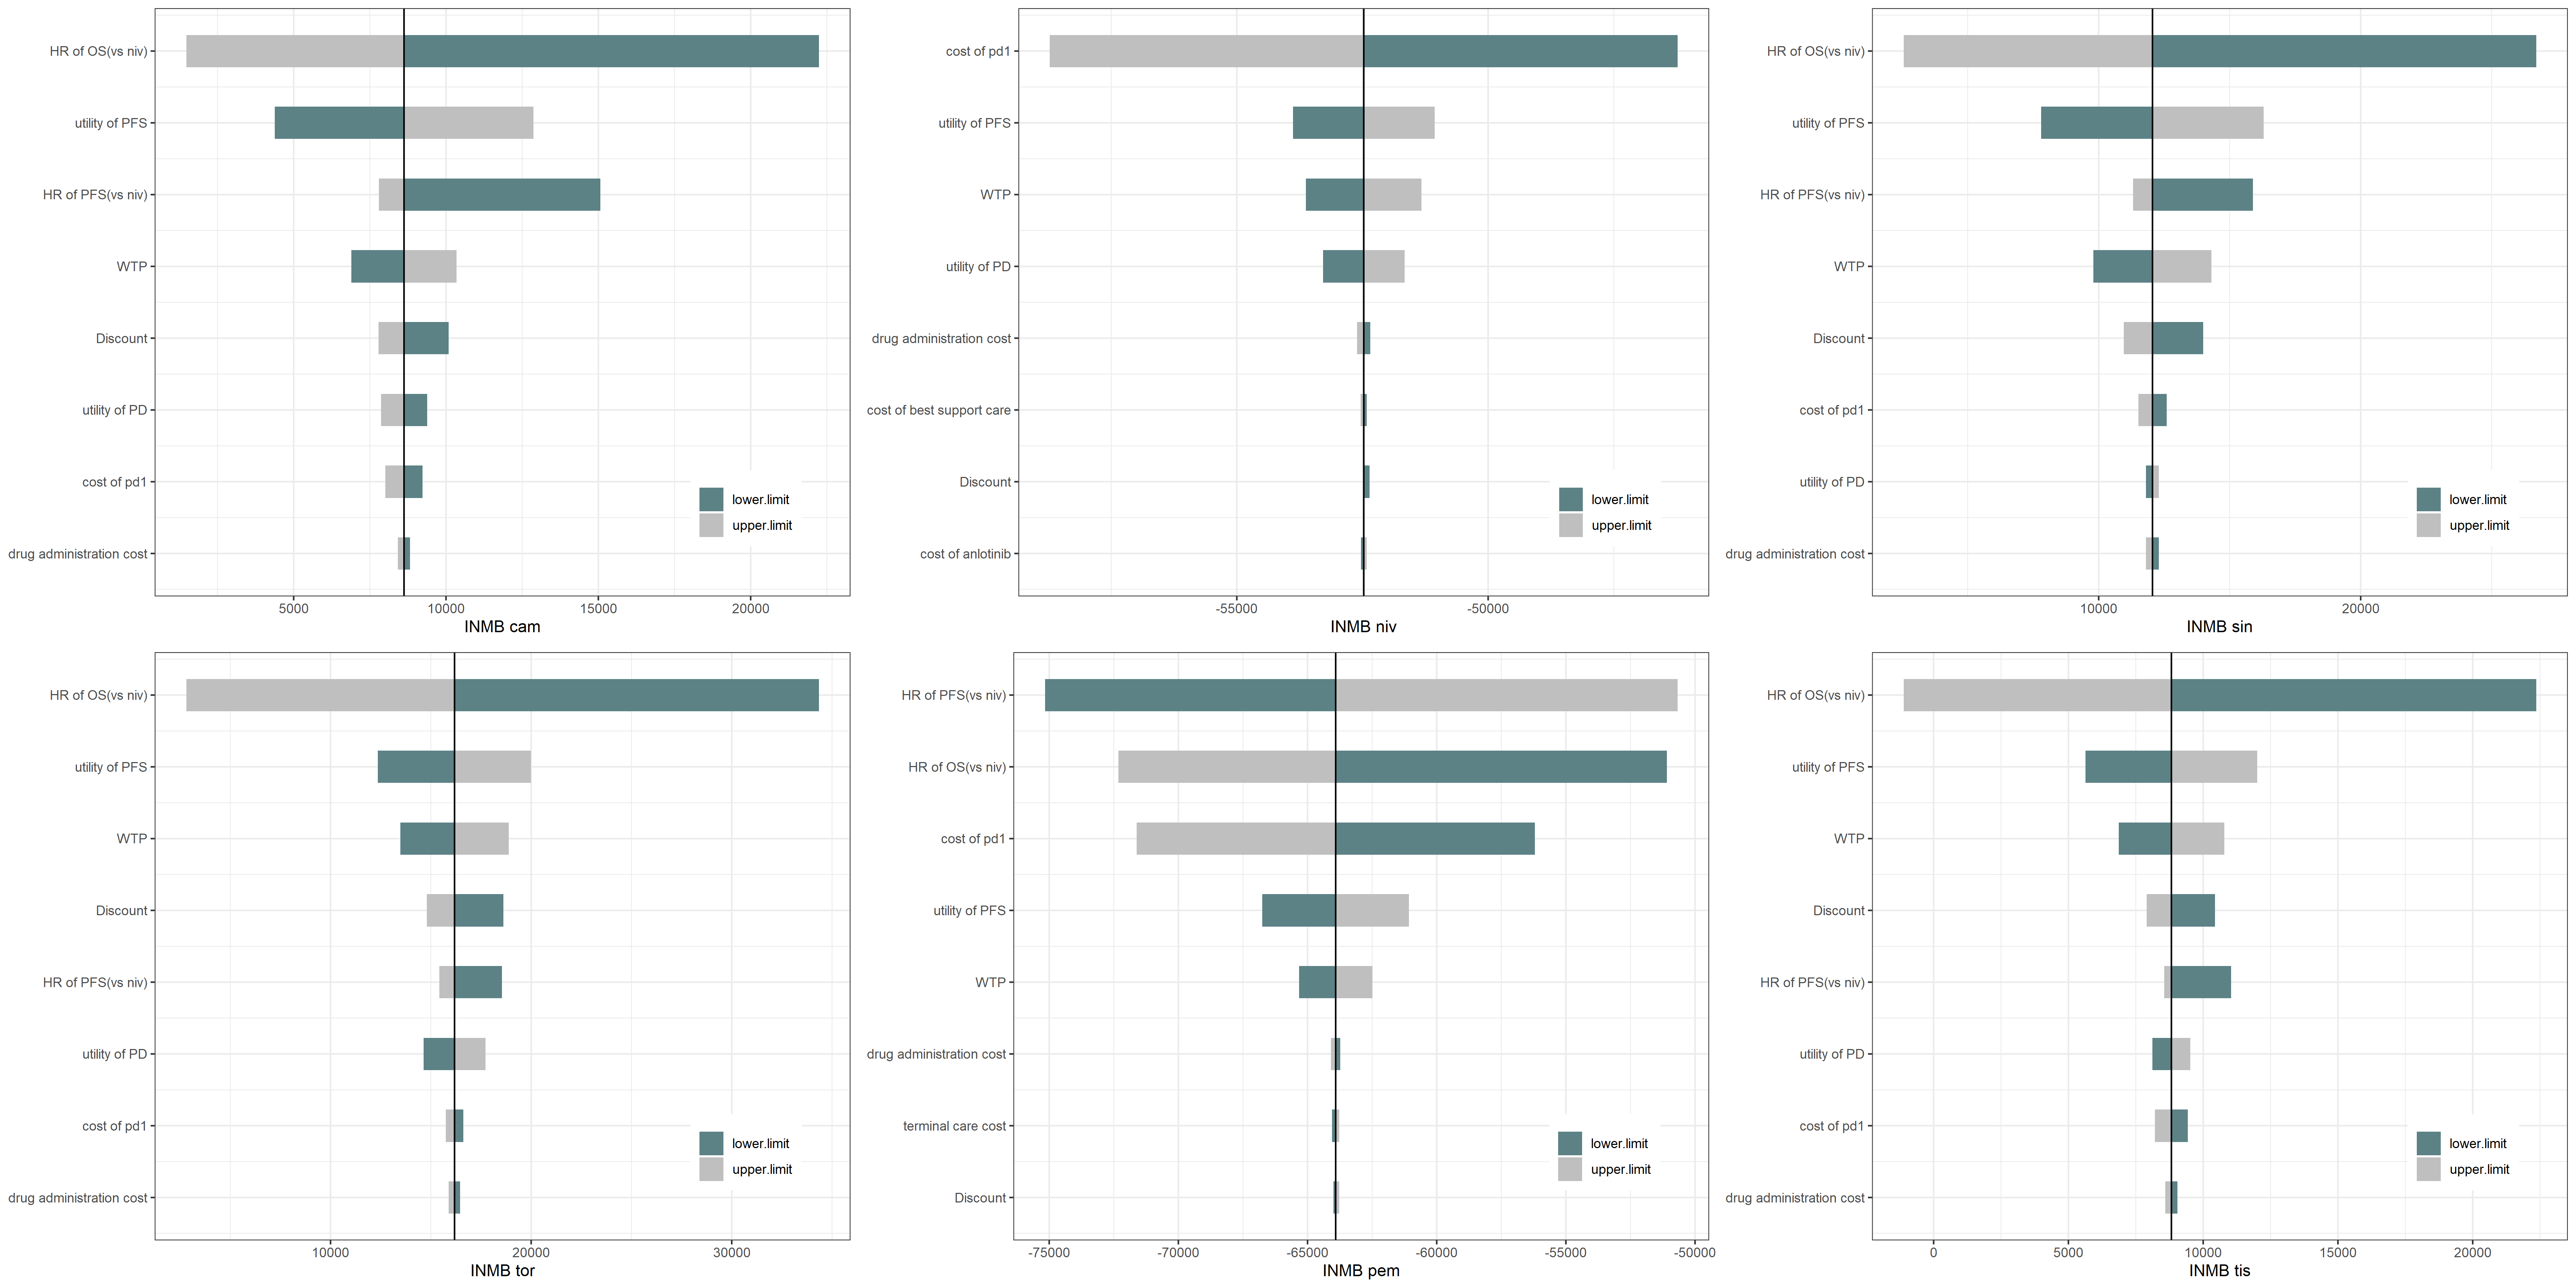 HR of OS(vs niv)
utility of PFS
HR of PFS(vs niv)
WTP
Discount
utility of PD
cost of pd1
drug administration cost
lower.limit
upper.limit
5000 10000 15000 20000
INMB cam
cost of pd1
utility of PFS
WTP
utility of PD
drug administration cost
cost of best support care
Discount
cost of anlotinib
lower.limit
upper.limit
-55000 -50000
INMB niv
HR of OS(vs niv)
utility of PFS
HR of PFS(vs niv)
WTP
Discount
cost of pd1
utility of PD
drug administration cost
lower.limit
upper.limit
10000 20000
INMB sin
HR of OS(vs niv)
utility of PFS
WTP
Discount
HR of PFS(vs niv)
utility of PD
cost of pd1
drug administration cost
lower.limit
upper.limit
10000 20000 30000
INMB tor
HR of PFS(vs niv)
HR of OS(vs niv)
cost of pd1
utility of PFS
WTP
drug administration cost
terminal care cost
Discount
lower.limit
upper.limit
-75000 -70000 -65000 -60000 -55000 -50000
INMB pem
HR of OS(vs niv)
utility of PFS
WTP
Discount
HR of PFS(vs niv)
utility of PD
cost of pd1
drug administration cost
lower.limit
upper.limit
0 5000 10000 15000 20000
INMB tis